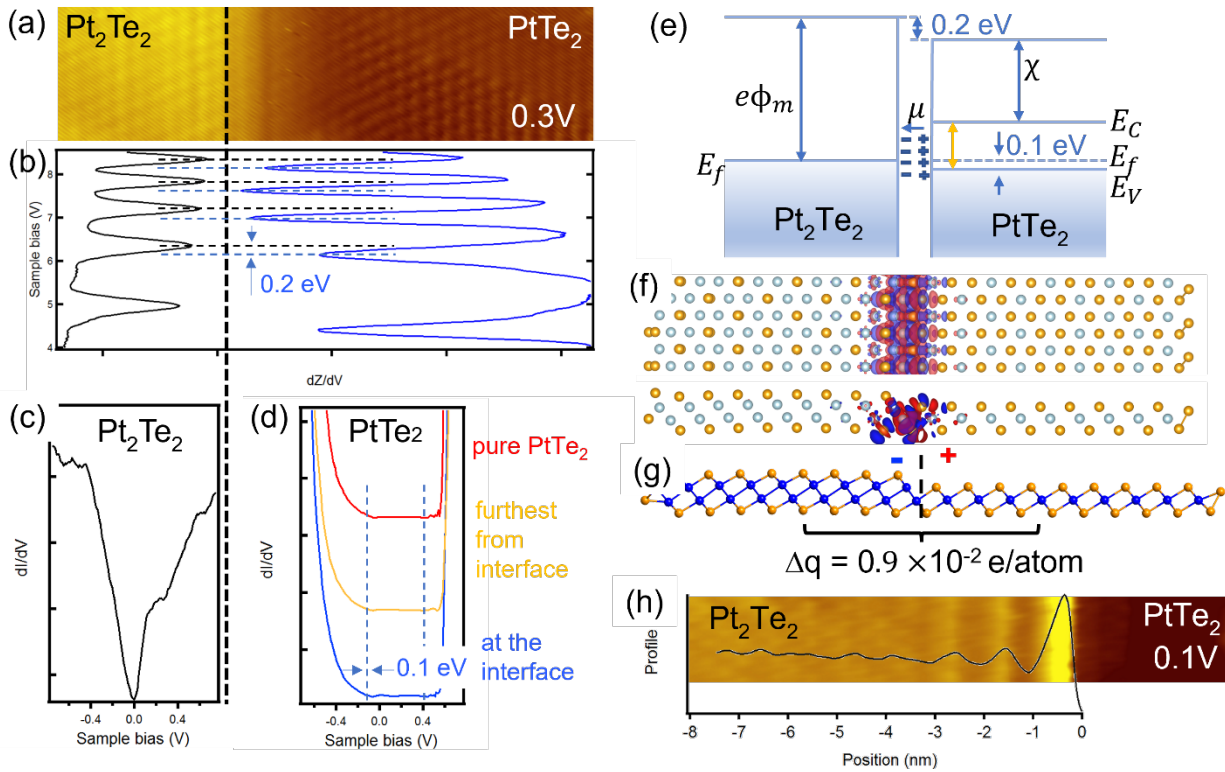 (a)
Pt₂Te₂
PtTe₂
0.3V
(b)
Sample bias (V)
8
7
6
5
4
0.2 eV
dZ/dV
(c)
Pt₂Te₂
dI/dV
-0.4
0.0
0.4
Sample bias (V)
(d)
PtTe₂
dI/dV
pure PtTe₂
furthest
from
interface
at the
interface
0.1 eV
-0.4
0.0
0.4
Sample bias (V)
(e)
0.2 eV
eϕₘ
χ
μ
E_C
0.1 eV
E_f
E_f
E_V
Pt₂Te₂
PtTe₂
(f)
- +
(g)
Δq = 0.9 ×10⁻² e/atom
(h)
Pt₂Te₂
PtTe₂
0.1V
Profile
-8 -7 -6 -5 -4 -3 -2 -1 0
Position (nm)